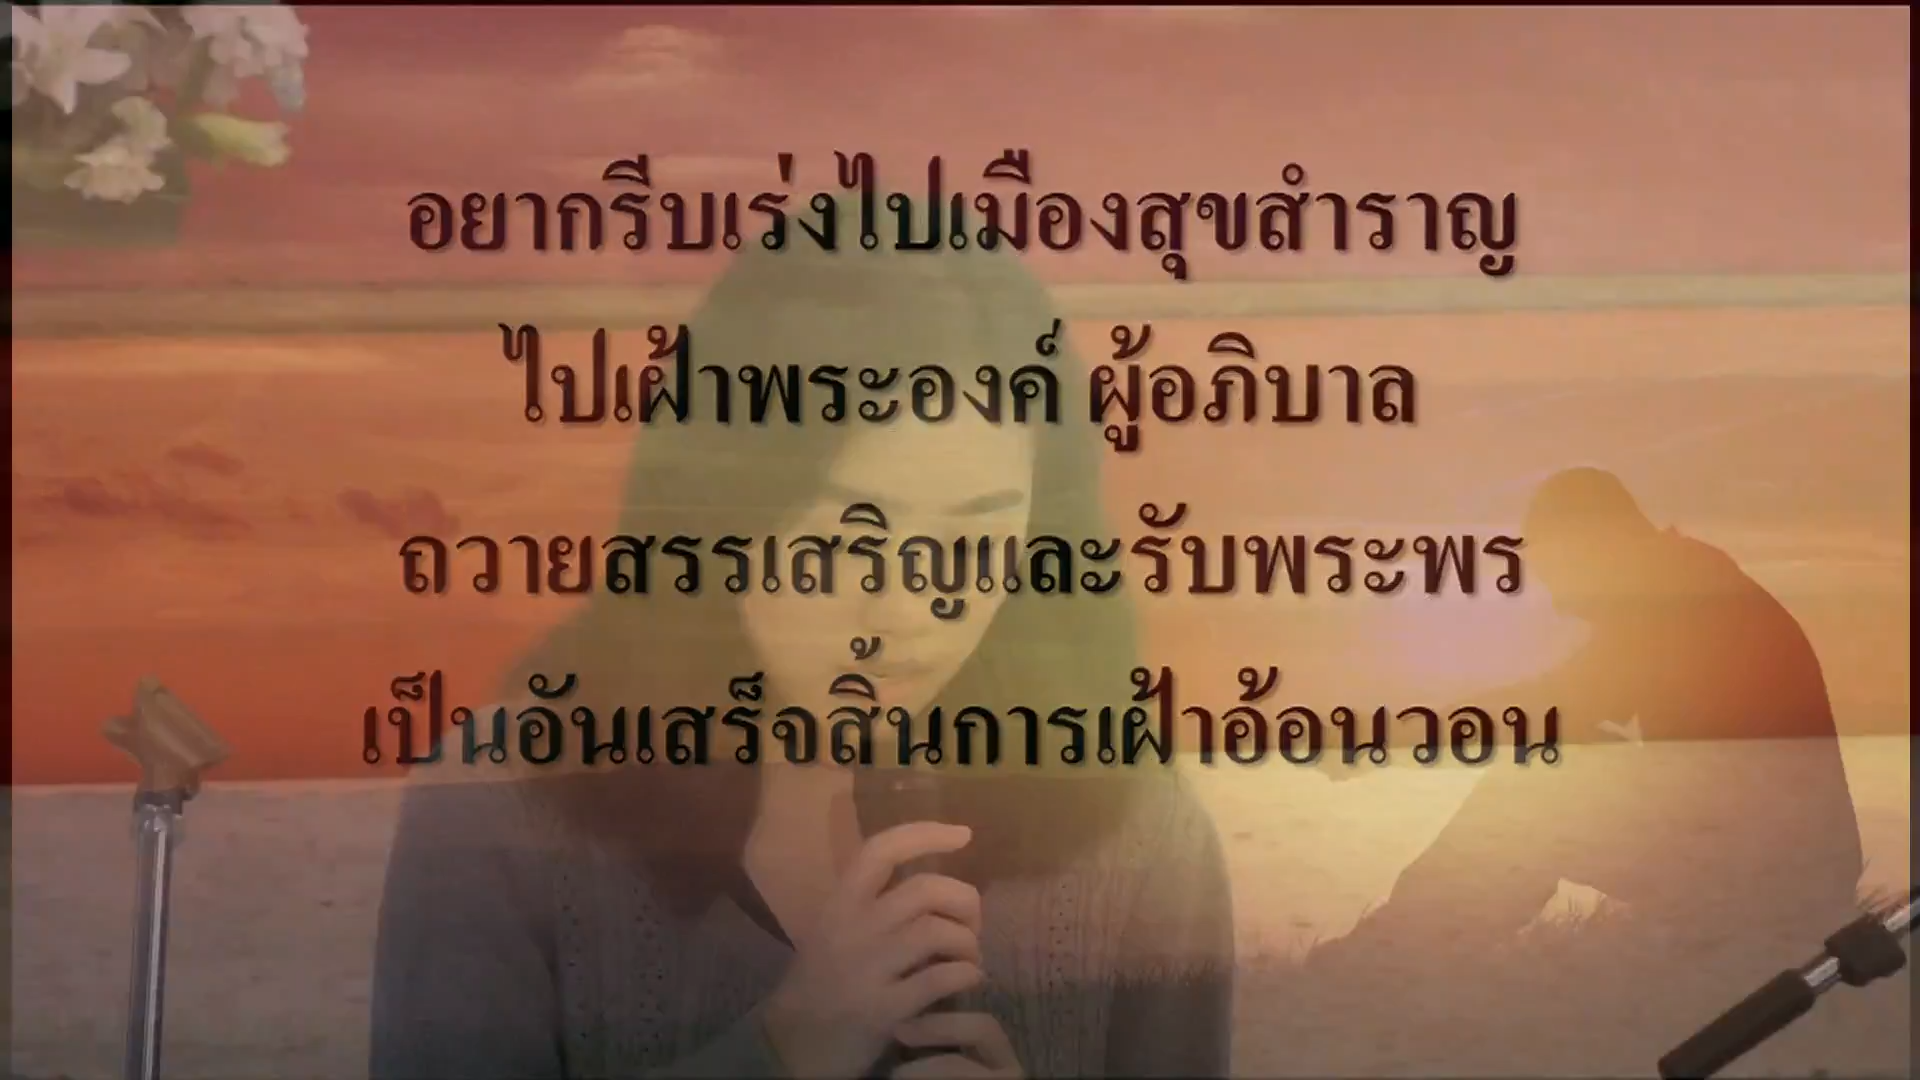 อยากรีบเร่งไปเมืองสุขสำราญ
ไปเฝ้าพระองค์ ผู้อภิบาล
ถวายสรรเสริญและรับพระพร
เป็นอันเสร็จสิ้นการเฝ้าอ้อนวอน